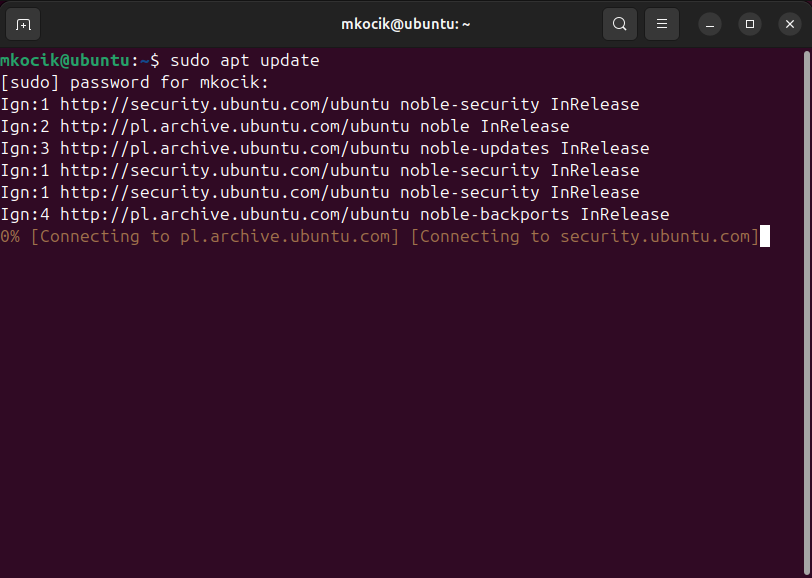 mkocik@ubuntu: ~
mkocik@ubuntu:~$ sudo apt update
[sudo] password for mkocik:
Ign:1 http://security.ubuntu.com/ubuntu noble-security InRelease
Ign:2 http://pl.archive.ubuntu.com/ubuntu noble InRelease
Ign:3 http://pl.archive.ubuntu.com/ubuntu noble-updates InRelease
Ign:1 http://security.ubuntu.com/ubuntu noble-security InRelease
Ign:1 http://security.ubuntu.com/ubuntu noble-security InRelease
Ign:4 http://pl.archive.ubuntu.com/ubuntu noble-backports InRelease
0% [Connecting to pl.archive.ubuntu.com] [Connecting to security.ubuntu.com]